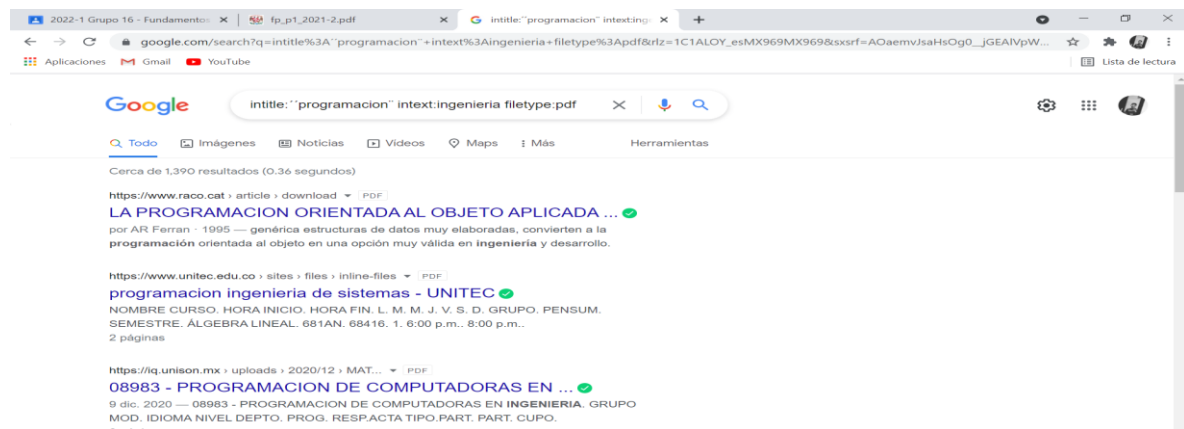 2022-1 Grupo 16 - Fundamentos
fp_p1_2021-2.pdf
intitle:¨programacion¨ intext:ing
google.com/search?q=intitle%3A¨programacion¨+intext%3Aingenieria+filetype%3Apdf&rlz=1C1ALOY_esMX969MX969&sxsrf=AOaemvJsaHsOg0__jGEAlVpW...
Aplicaciones Gmail YouTube Lista de lectura
Google intitle:´´programacion¨ intext:ingenieria filetype:pdf
Todo Imágenes Noticias Videos Maps Más Herramientas
Cerca de 1,390 resultados (0.36 segundos)
https://www.raco.cat › article › download PDF
LA PROGRAMACION ORIENTADA AL OBJETO APLICADA ...
por AR Ferran · 1995 — genérica estructuras de datos muy elaboradas, convierten a la
programación orientada al objeto en una opción muy válida en ingeniería y desarrollo.
https://www.unitec.edu.co › sites › files › inline-files PDF
programacion ingenieria de sistemas - UNITEC
NOMBRE CURSO. HORA INICIO. HORA FIN. L. M. M. J. V. S. D. GRUPO. PENSUM.
SEMESTRE. ÁLGEBRA LINEAL. 681AN. 68416. 1. 6:00 p.m.. 8:00 p.m..
2 páginas
https://iq.unison.mx › uploads › 2020/12 › MAT... PDF
08983 - PROGRAMACION DE COMPUTADORAS EN ...
9 dic. 2020 — 08983 - PROGRAMACION DE COMPUTADORAS EN INGENIERIA. GRUPO
MOD. IDIOMA NIVEL DEPTO. PROG. RESP.ACTA TIPO.PART. PART. CUPO.